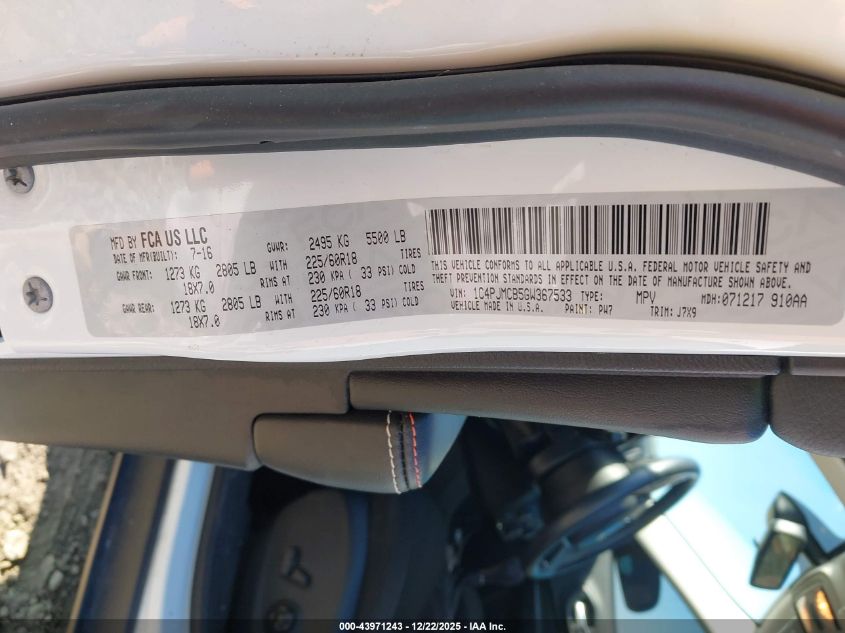 MFD BY FCA US LLC
DATE OF MFR(BUILT): 7-16 GVWR: 2495 KG 5500 LB
GAWR FRONT: 1273 KG 2805 LB WITH 225/60R18 TIRES
18X7.0 RIMS AT 230 KPA ( 33 PSI) COLD
GAWR REAR: 1273 KG 2805 LB WITH 225/60R18 TIRES
18X7.0 RIMS AT 230 KPA ( 33 PSI) COLD
THIS VEHICLE CONFORMS TO ALL APPLICABLE U.S.A. FEDERAL MOTOR VEHICLE SAFETY AND
THEFT PREVENTION STANDARDS IN EFFECT ON THE DATE OF MANUFACTURE SHOWN ABOVE.
VIN: 1C4PJMCB5GW367533 TYPE: MPV MDH: 071217 910AA
VEHICLE MADE IN U.S.A. PAINT: PW7 TRIM: J7X9
000-43971243 - 12/22/2025 - IAA Inc.